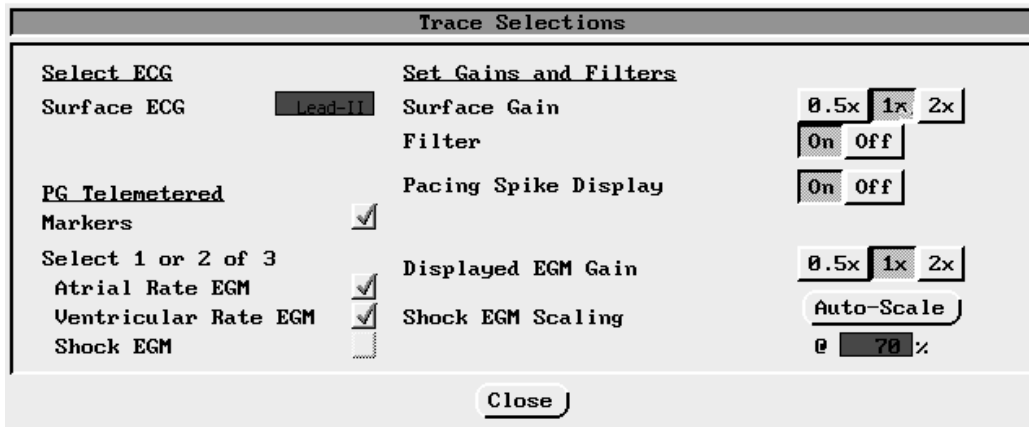 Trace Selections
Select ECG
Surface ECG Lead-II
PG Telemetered
Markers
Select 1 or 2 of 3
Atrial Rate EGM
Ventricular Rate EGM
Shock EGM
Set Gains and Filters
Surface Gain 0.5x 1x 2x
Filter On Off
Pacing Spike Display On Off
Displayed EGM Gain 0.5x 1x 2x
Shock EGM Scaling Auto-Scale
@ 70 %
Close